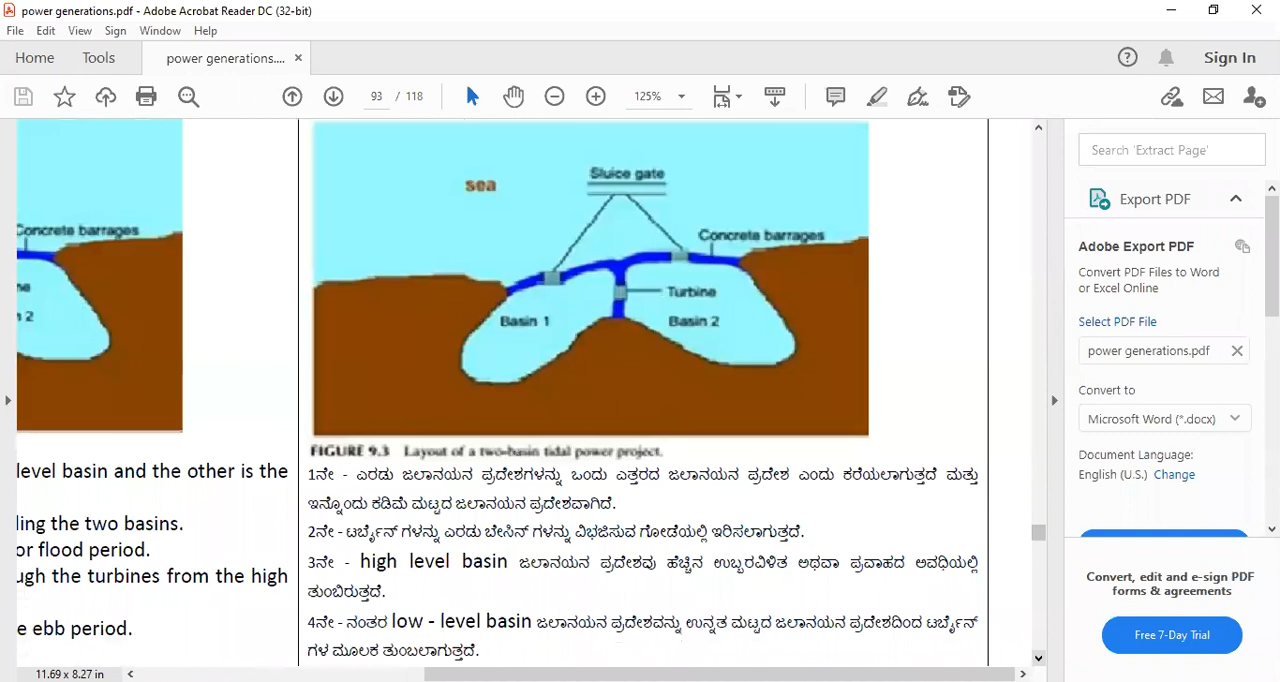 power generations.pdf - Adobe Acrobat Reader DC (32-bit)
File Edit View Sign Window Help
Home Tools power generations.... × Sign In
93 / 118 125%
Concrete barrages
ne
n 2
level basin and the other is the
ling the two basins.
or flood period.
ugh the turbines from the high
e ebb period.
sea
Sluice gate
Concrete barrages
Turbine
Basin 1 Basin 2
FIGURE 9.3 Layout of a two-basin tidal power project.
1ನೇ - ಎರಡು ಜಲಾನಯನ ಪ್ರದೇಶಗಳನ್ನು ಒಂದು ಎತ್ತರದ ಜಲಾನಯನ ಪ್ರದೇಶ ಎಂದು ಕರೆಯಲಾಗುತ್ತದೆ ಮತ್ತು
ಇನ್ನೊಂದು ಕಡಿಮೆ ಮಟ್ಟದ ಜಲಾನಯನ ಪ್ರದೇಶವಾಗಿದೆ.
2ನೇ - ಟರ್ಬೈನ್ ಗಳನ್ನು ಎರಡು ಬೇಸಿನ್ ಗಳನ್ನು ವಿಭಜಿಸುವ ಗೋಡೆಯಲ್ಲಿ ಇರಿಸಲಾಗುತ್ತದೆ.
3ನೇ - high level basin ಜಲಾನಯನ ಪ್ರದೇಶವು ಹೆಚ್ಚಿನ ಉಬ್ಬರವಿಳಿತ ಅಥವಾ ಪ್ರವಾಹದ ಅವಧಿಯಲ್ಲಿ
ತುಂಬಿರುತ್ತದೆ.
4ನೇ - ನಂತರ low - level basin ಜಲಾನಯನ ಪ್ರದೇಶವನ್ನು ಉನ್ನತ ಮಟ್ಟದ ಜಲಾನಯನ ಪ್ರದೇಶದಿಂದ ಟರ್ಬೈನ್
ಗಳ ಮೂಲಕ ತುಂಬಲಾಗುತ್ತದೆ.
Search 'Extract Page'
Export PDF
Adobe Export PDF
Convert PDF Files to Word
or Excel Online
Select PDF File
power generations.pdf
Convert to
Microsoft Word (*.docx)
Document Language:
English (U.S.) Change
Convert, edit and e-sign PDF
forms & agreements
Free 7-Day Trial
11.69 x 8.27 in